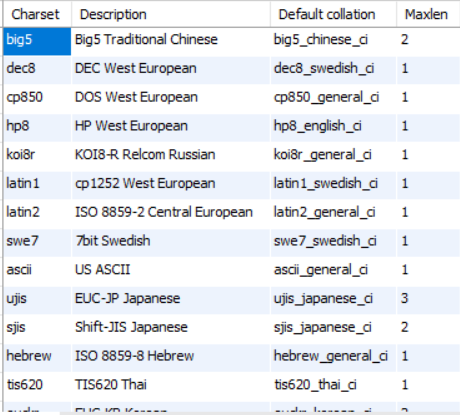 Charset Description Default collation Maxlen
big5 Big5 Traditional Chinese big5_chinese_ci 2
dec8 DEC West European dec8_swedish_ci 1
cp850 DOS West European cp850_general_ci 1
hp8 HP West European hp8_english_ci 1
koi8r KOI8-R Relcom Russian koi8r_general_ci 1
latin1 cp1252 West European latin1_swedish_ci 1
latin2 ISO 8859-2 Central European latin2_general_ci 1
swe7 7bit Swedish swe7_swedish_ci 1
ascii US ASCII ascii_general_ci 1
ujis EUC-JP Japanese ujis_japanese_ci 3
sjis Shift-JIS Japanese sjis_japanese_ci 2
hebrew ISO 8859-8 Hebrew hebrew_general_ci 1
tis620 TIS620 Thai tis620_thai_ci 1